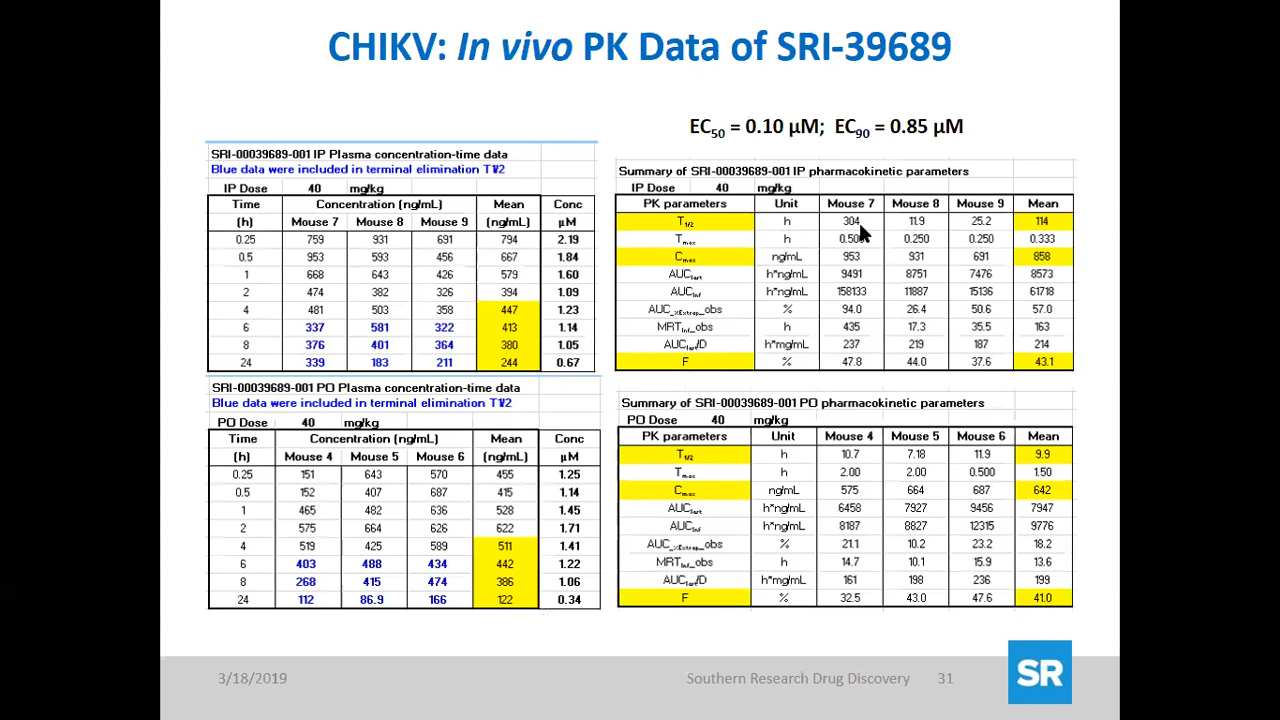 CHIKV: In vivo PK Data of SRI-39689
EC50 = 0.10 µM; EC90 = 0.85 µM
SRI-00039689-001 IP Plasma concentration-time data
Blue data were included in terminal elimination T1/2
IP Dose 40 mg/kg
Time Concentration (ng/mL) Mean Conc
(h) Mouse 7 Mouse 8 Mouse 9 (ng/mL) µM
0.25 759 931 691 794 2.19
0.5 953 593 456 667 1.84
1 668 643 426 579 1.60
2 474 382 326 394 1.09
4 481 503 358 447 1.23
6 337 581 322 413 1.14
8 376 401 364 380 1.05
24 339 183 211 244 0.67
Summary of SRI-00039689-001 IP pharmacokinetic parameters
IP Dose 40 mg/kg
PK parameters Unit Mouse 7 Mouse 8 Mouse 9 Mean
T1/2 h 304 11.9 25.2 114
Tmax h 0.500 0.250 0.250 0.333
Cmax ng/mL 953 931 691 858
AUClast h*ng/mL 9491 8751 7476 8573
AUCInf h*ng/mL 158133 11887 15136 61718
AUC_%Extrap_obs % 94.0 26.4 50.6 57.0
MRTInf_obs h 435 17.3 35.5 163
AUClast/D h*mg/mL 237 219 187 214
F % 47.8 44.0 37.6 43.1
SRI-00039689-001 PO Plasma concentration-time data
Blue data were included in terminal elimination T1/2
PO Dose 40 mg/kg
Time Concentration (ng/mL) Mean Conc
(h) Mouse 4 Mouse 5 Mouse 6 (ng/mL) µM
0.25 151 643 570 455 1.25
0.5 152 407 687 415 1.14
1 465 482 636 528 1.45
2 575 664 626 622 1.71
4 519 425 589 511 1.41
6 403 488 434 442 1.22
8 268 415 474 386 1.06
24 112 86.9 166 122 0.34
Summary of SRI-00039689-001 PO pharmacokinetic parameters
PO Dose 40 mg/kg
PK parameters Unit Mouse 4 Mouse 5 Mouse 6 Mean
T1/2 h 10.7 7.18 11.9 9.9
Tmax h 2.00 2.00 0.500 1.50
Cmax ng/mL 575 664 687 642
AUClast h*ng/mL 6458 7927 9456 7947
AUCInf h*ng/mL 8187 8827 12315 9776
AUC_%Extrap_obs % 21.1 10.2 23.2 18.2
MRTInf_obs h 14.7 10.1 15.9 13.6
AUClast/D h*mg/mL 161 198 236 199
F % 32.5 43.0 47.6 41.0
3/18/2019
Southern Research Drug Discovery 31
SR